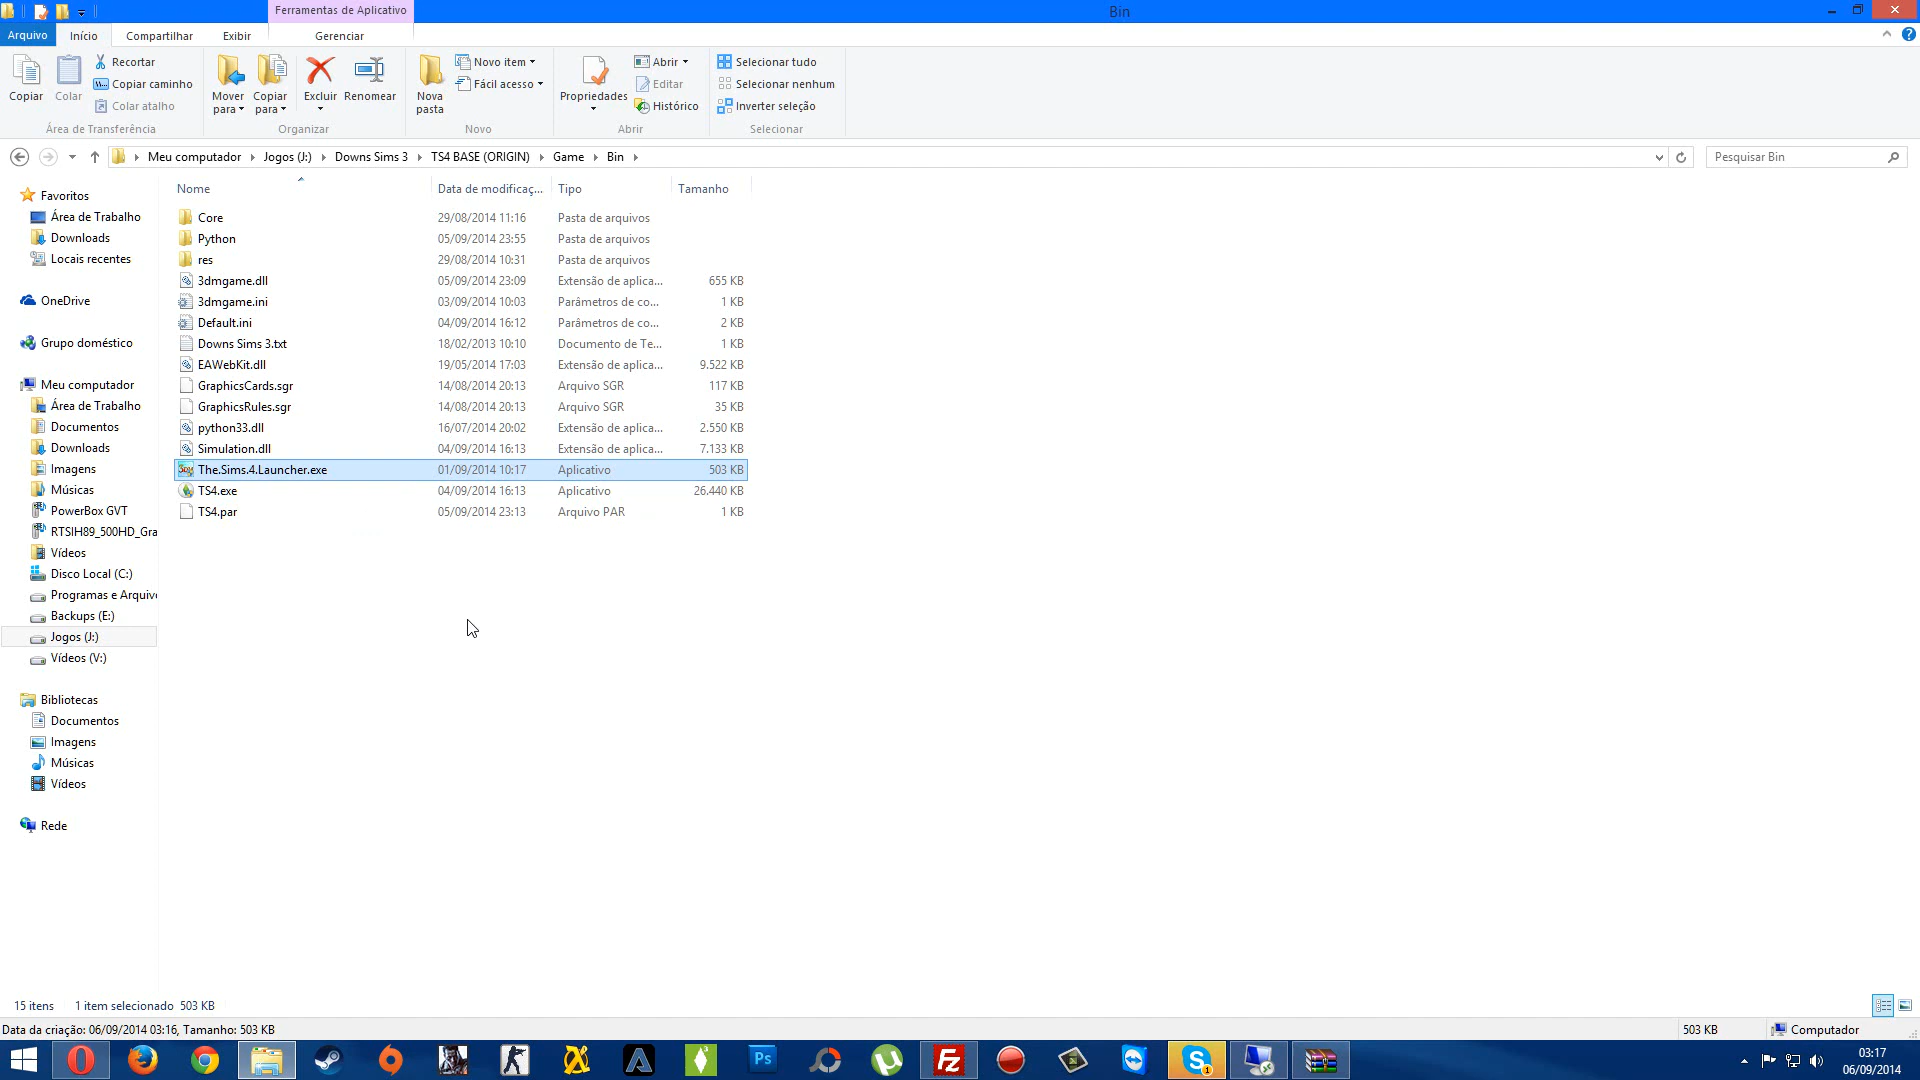 Ferramentas de Aplicativo
Bin
Arquivo Início Compartilhar Exibir Gerenciar
Copiar
Colar
Recortar
Copiar caminho
Colar atalho
Área de Transferência
Mover para
Copiar para
Excluir
Renomear
Organizar
Nova pasta
Novo item
Fácil acesso
Novo
Propriedades
Abrir
Editar
Histórico
Abrir
Selecionar tudo
Selecionar nenhum
Inverter seleção
Selecionar
Meu computador Jogos (J:) Downs Sims 3 TS4 BASE (ORIGIN) Game Bin
Pesquisar Bin
Favoritos
Área de Trabalho
Downloads
Locais recentes
OneDrive
Grupo doméstico
Meu computador
Área de Trabalho
Documentos
Downloads
Imagens
Músicas
PowerBox GVT
RTSIH89_500HD_Gra
Vídeos
Disco Local (C:)
Programas e Arquivo
Backups (E:)
Jogos (J:)
Vídeos (V:)
Bibliotecas
Documentos
Imagens
Músicas
Vídeos
Rede
Nome Data de modificaç... Tipo Tamanho
Core 29/08/2014 11:16 Pasta de arquivos
Python 05/09/2014 23:55 Pasta de arquivos
res 29/08/2014 10:31 Pasta de arquivos
3dmgame.dll 05/09/2014 23:09 Extensão de aplica... 655 KB
3dmgame.ini 03/09/2014 10:03 Parâmetros de co... 1 KB
Default.ini 04/09/2014 16:12 Parâmetros de co... 2 KB
Downs Sims 3.txt 18/02/2013 10:10 Documento de Te... 1 KB
EAWebKit.dll 19/05/2014 17:03 Extensão de aplica... 9.522 KB
GraphicsCards.sgr 14/08/2014 20:13 Arquivo SGR 117 KB
GraphicsRules.sgr 14/08/2014 20:13 Arquivo SGR 35 KB
python33.dll 16/07/2014 20:02 Extensão de aplica... 2.550 KB
Simulation.dll 04/09/2014 16:13 Extensão de aplica... 7.133 KB
The.Sims.4.Launcher.exe 01/09/2014 10:17 Aplicativo 503 KB
TS4.exe 04/09/2014 16:13 Aplicativo 26.440 KB
TS4.par 05/09/2014 23:13 Arquivo PAR 1 KB
15 itens 1 item selecionado 503 KB
Data da criação: 06/09/2014 03:16, Tamanho: 503 KB
503 KB
Computador
Ps
Fz
S
1
03:17
06/09/2014